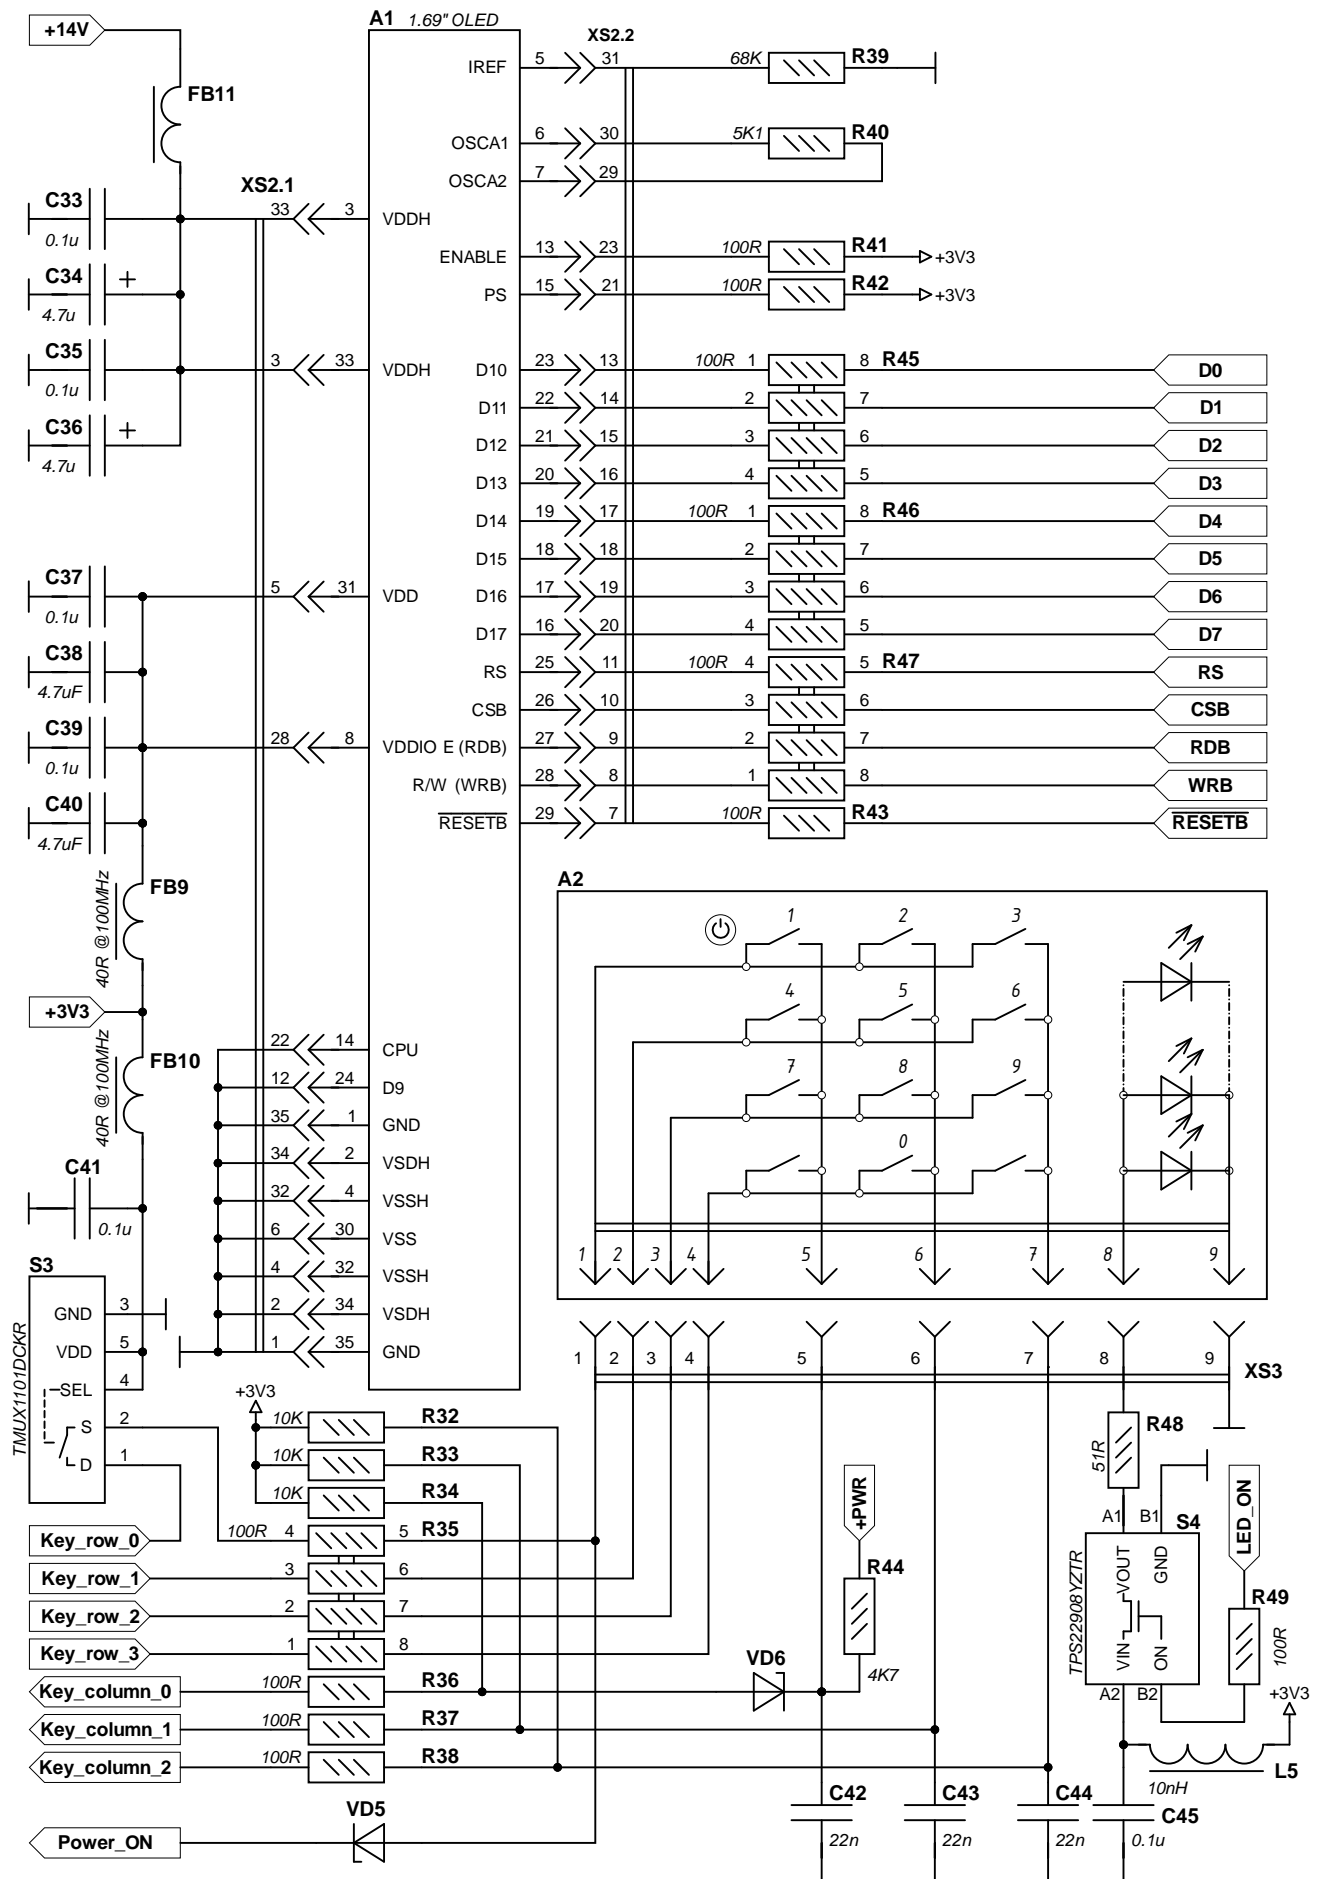 +14V
A1 1.69" OLED
XS2.2
FB11
IREF 5 31 68K R39
OSCA1 6 30 5K1 R40
OSCA2 7 29
XS2.1
C33 0.1u 33 3 VDDH
ENABLE 13 23 100R R41 +3V3
C34 + 4.7u
PS 15 21 100R R42 +3V3
C35 0.1u 3 33 VDDH
D10 23 13 100R 1 8 R45 D0
D11 22 14 2 7 D1
C36 + 4.7u
D12 21 15 3 6 D2
D13 20 16 4 5 D3
D14 19 17 100R 1 8 R46 D4
D15 18 18 2 7 D5
C37 0.1u 5 31 VDD
D16 17 19 3 6 D6
D17 16 20 4 5 D7
C38 4.7uF
RS 25 11 100R 4 5 R47 RS
CSB 26 10 3 6 CSB
C39 0.1u 28 8 VDDIO
E (RDB) 27 9 2 7 RDB
R/W (WRB) 28 8 1 8 WRB
C40 4.7uF
RESETB 29 7 100R R43 RESETB
FB9
40R @100MHz
+3V3
FB10
40R @100MHz
22 14 CPU
12 24 D9
35 1 GND
34 2 VSDH
32 4 VSSH
6 30 VSS
4 32 VSSH
2 34 VSDH
1 35 GND
C41 0.1u
A2
1 2 3
4 5 6
7 8 9
0
1 2 3 4 5 6 7 8 9
1 2 3 4 5 6 7 8 9
XS3
S3
TMUX1101DCKR
GND 3
VDD 5
SEL 4
S 2
D 1
+3V3
10K R32
10K R33
10K R34
Key_row_0 100R 4 5 R35
Key_row_1 3 6
Key_row_2 2 7
Key_row_3 1 8
Key_column_0 100R R36
Key_column_1 100R R37
Key_column_2 100R R38
Power_ON VD5
VD6
+PWR
R44
4K7
R48
51R
A1 B1 S4
TPS22908YZTR
VOUT GND
VIN ON
A2 B2
LED_ON
R49
100R
+3V3
L5
10nH
C42 22n
C43 22n
C44 22n
C45 0.1u